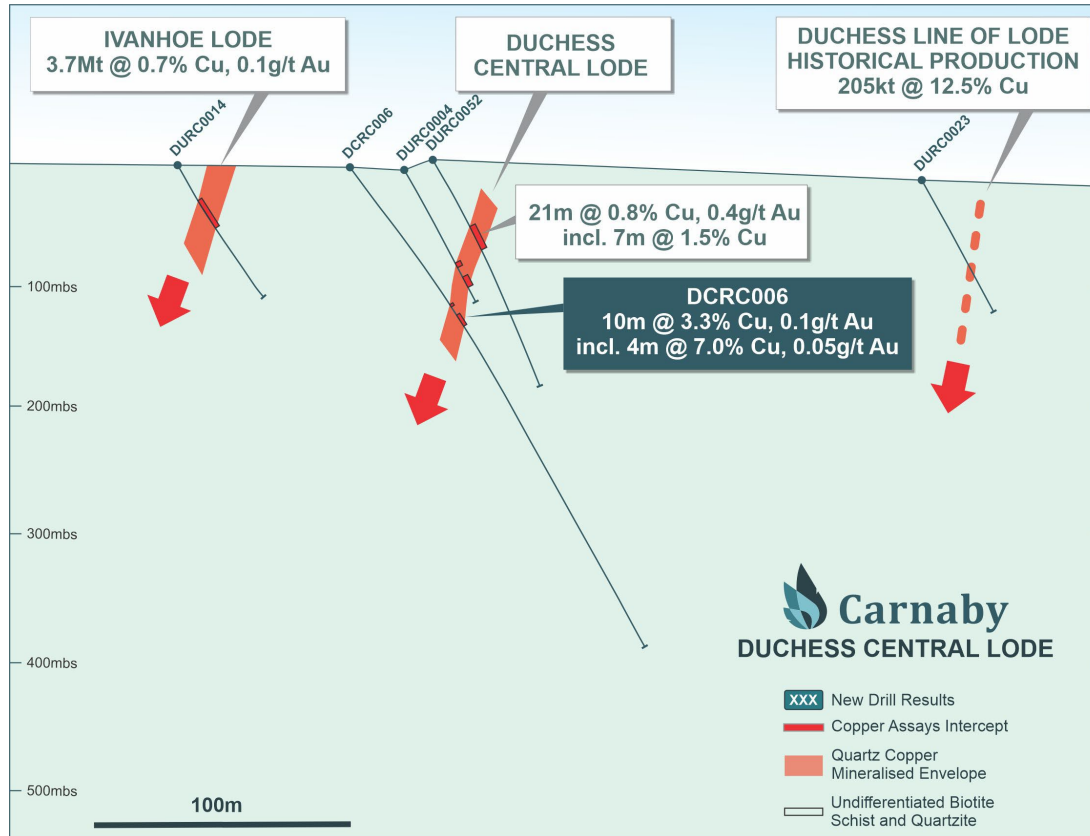 IVANHOE LODE
3.7Mt @ 0.7% Cu, 0.1g/t Au
DUCHESS
CENTRAL LODE
DUCHESS LINE OF LODE
HISTORICAL PRODUCTION
205kt @ 12.5% Cu
DURC0014
DCRC006
DURC0004
DURC0052
DURC0023
21m @ 0.8% Cu, 0.4g/t Au
incl. 7m @ 1.5% Cu
DCRC006
10m @ 3.3% Cu, 0.1g/t Au
incl. 4m @ 7.0% Cu, 0.05g/t Au
100mbs
200mbs
300mbs
400mbs
500mbs
100m
Carnaby
DUCHESS CENTRAL LODE
XXX New Drill Results
Copper Assays Intercept
Quartz Copper
Mineralised Envelope
Undifferentiated Biotite
Schist and Quartzite